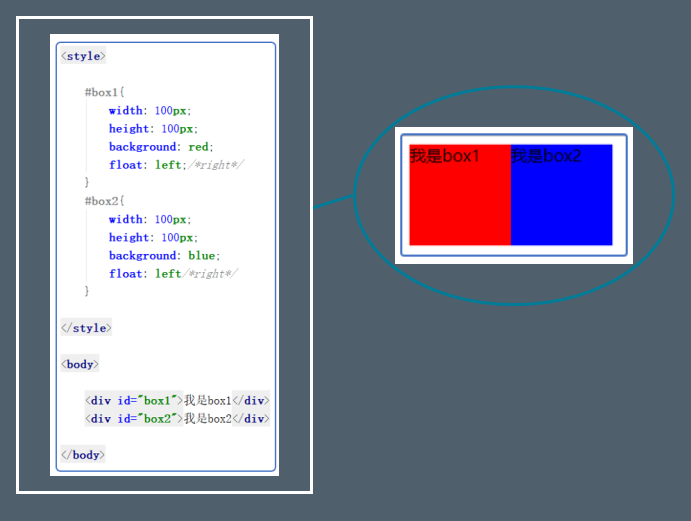 <style>
#box1{
width: 100px;
height: 100px;
background: red;
float: left;/*right*/
}
#box2{
width: 100px;
height: 100px;
background: blue;
float: left/*right*/
}
</style>
<body>
<div id="box1">我是box1</div>
<div id="box2">我是box2</div>
</body>
我是box1 我是box2